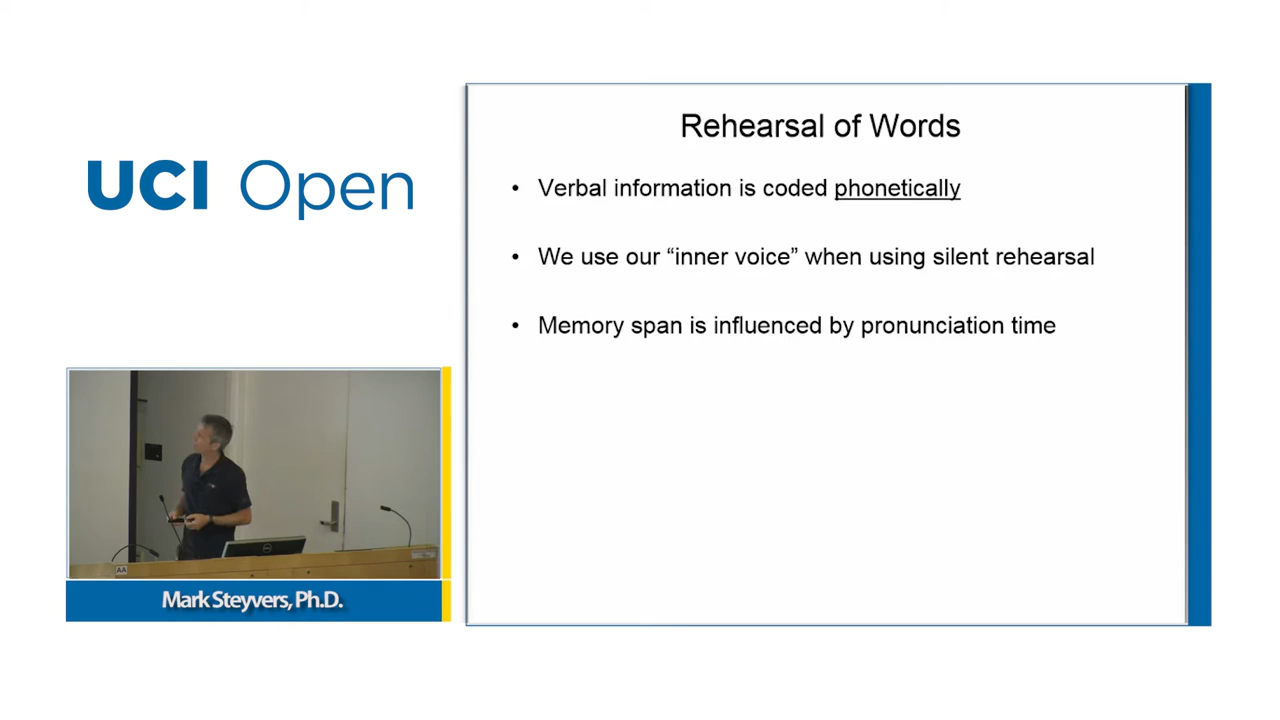 UCI Open
Rehearsal of Words
• Verbal information is coded phonetically
• We use our “inner voice” when using silent rehearsal
• Memory span is influenced by pronunciation time
AA
Mark Steyvers, Ph.D.